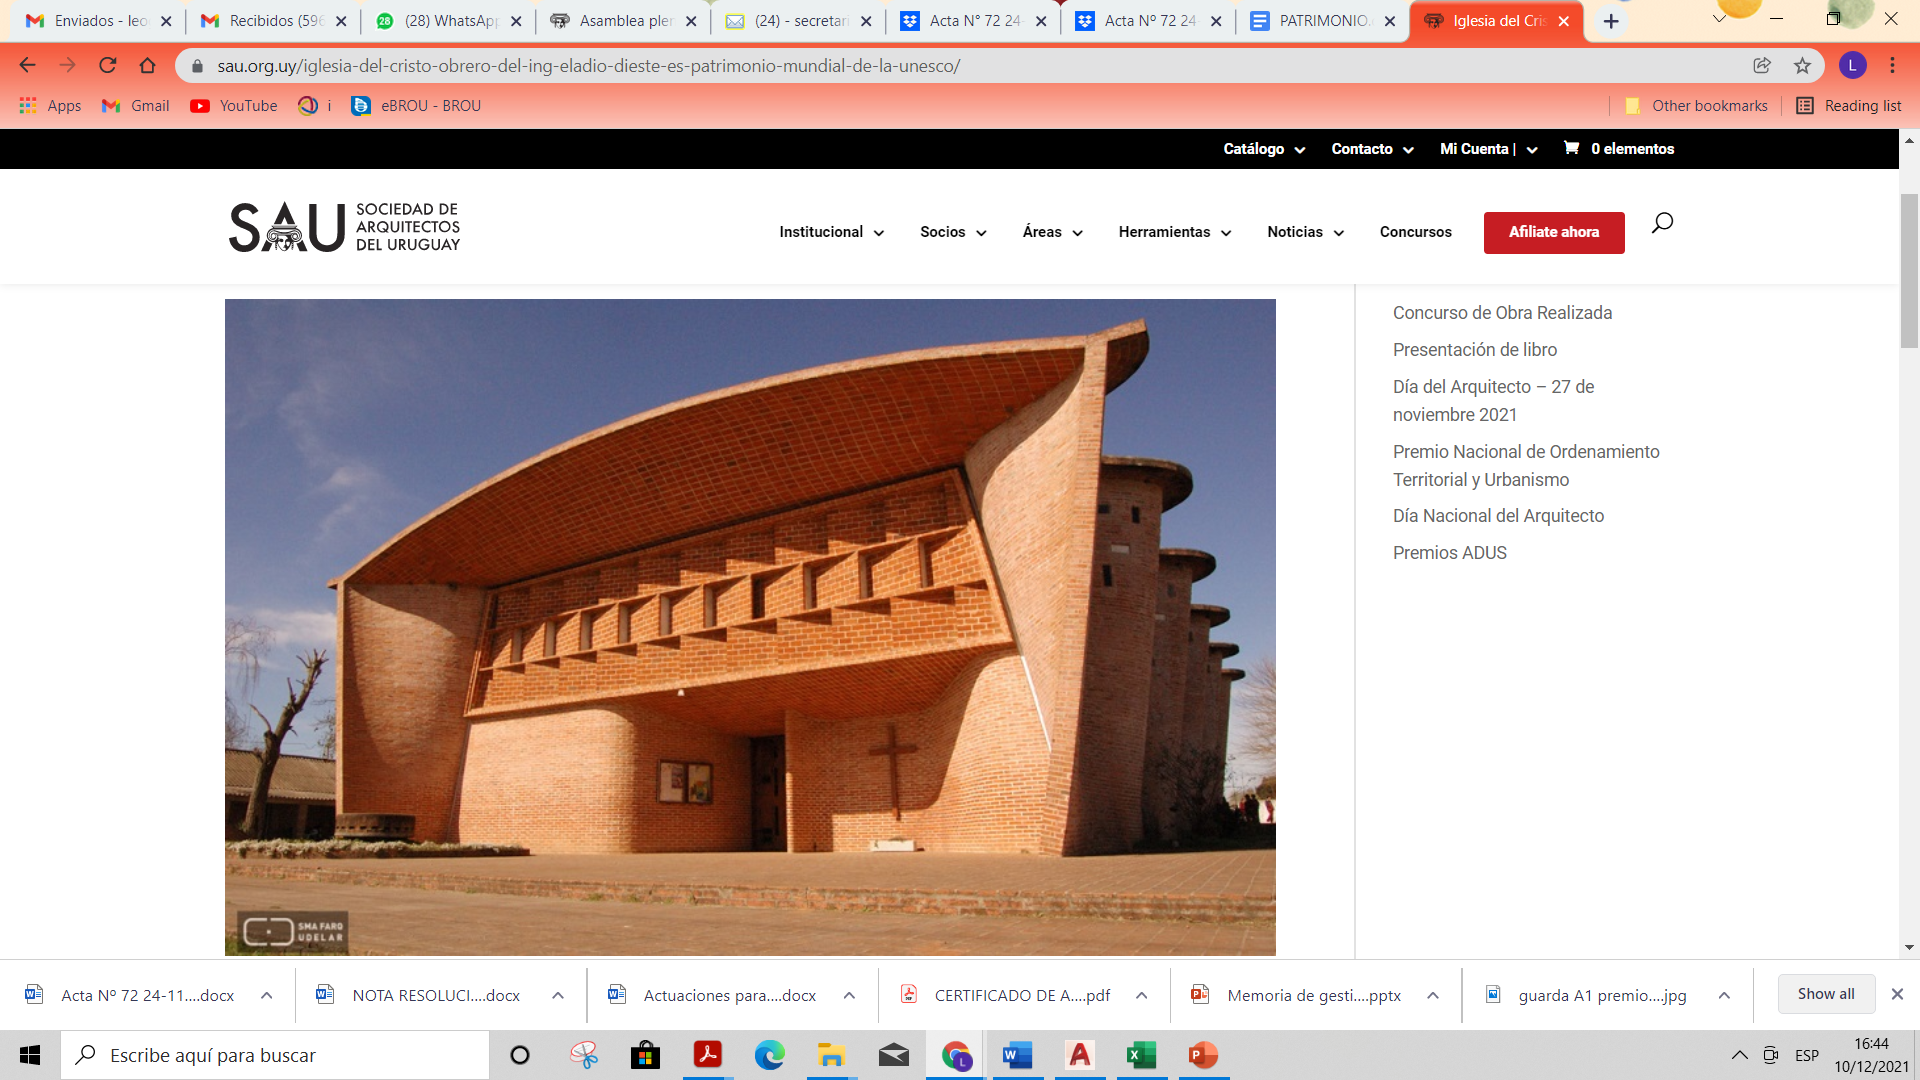 Enviados - leo
Recibidos (596
(28) WhatsApp
Asamblea plen
(24) - secretari
Acta N° 72 24-
Acta Nº 72 24
PATRIMONIO.
Iglesia del Cris
sau.org.uy/iglesia-del-cristo-obrero-del-ing-eladio-dieste-es-patrimonio-mundial-de-la-unesco/
L
Apps
Gmail
YouTube
i
eBROU - BROU
Other bookmarks
Reading list
Catálogo
Contacto
Mi Cuenta |
0 elementos
SAU
SOCIEDAD DE
ARQUITECTOS
DEL URUGUAY
Institucional
Socios
Áreas
Herramientas
Noticias
Concursos
Afiliate ahora
Concurso de Obra Realizada
Presentación de libro
Día del Arquitecto – 27 de
noviembre 2021
Premio Nacional de Ordenamiento
Territorial y Urbanismo
Día Nacional del Arquitecto
Premios ADUS
SMA FARQ
UDELAR
Acta Nº 72 24-11....docx
NOTA RESOLUCI....docx
Actuaciones para....docx
CERTIFICADO DE A....pdf
Memoria de gesti....pptx
guarda A1 premio....jpg
Show all
Escribe aquí para buscar
ESP
16:44
10/12/2021